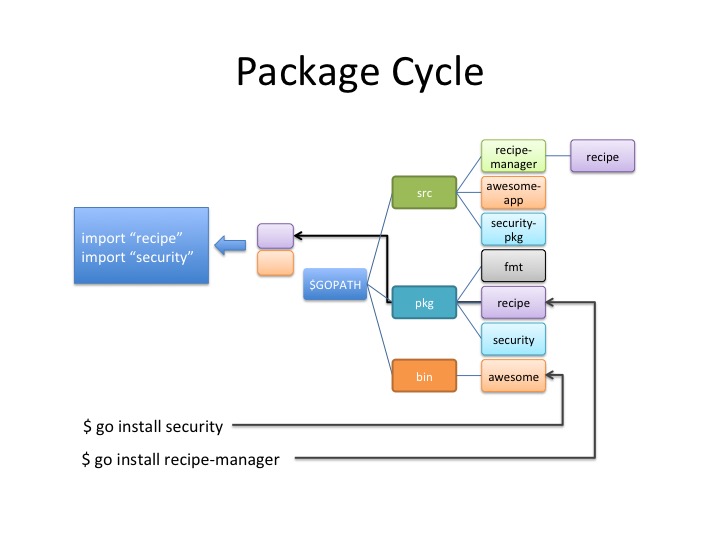 Package Cycle
recipe-
manager
recipe
awesome-
app
src
security-
pkg
import “recipe”
import “security”
fmt
$GOPATH
pkg
recipe
security
bin
awesome
$ go install security
$ go install recipe-manager